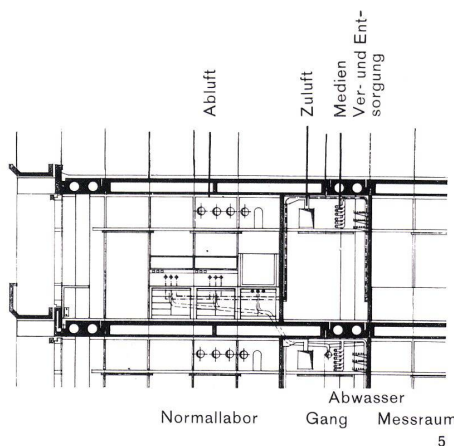 Abluft
Zuluft
Medien
Ver- und Ent-
sorgung
Abwasser
Normallabor
Gang
Messraum
5